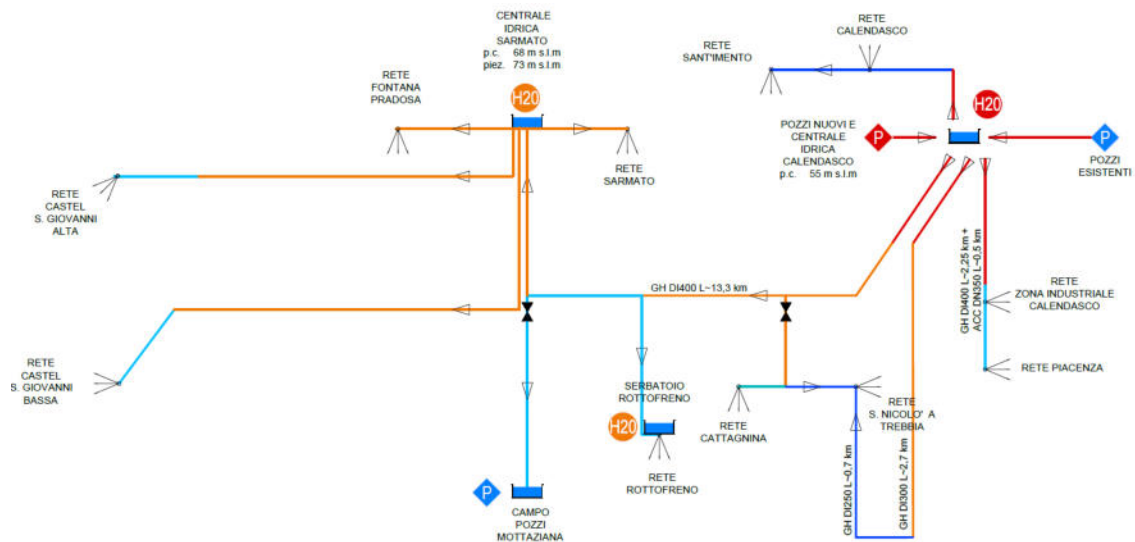 CENTRALE
IDRICA
SARMATO
p.c. 68 m s.l.m
piez. 73 m s.l.m
H20
RETE
FONTANA
PRADOSA
RETE
SARMATO
RETE
CASTEL
S. GIOVANNI
ALTA
RETE
CASTEL
S. GIOVANNI
BASSA
RETE
SANT'IMENTO
RETE
CALENDASCO
H20
P
POZZI NUOVI E
CENTRALE
IDRICA
CALENDASCO
p.c. 55 m s.l.m
P
POZZI
ESISTENTI
GH DI400 L~2,25 km +
ACC DN350 L~0,5 km
RETE
ZONA INDUSTRIALE
CALENDASCO
RETE PIACENZA
GH DI400 L~13,3 km
SERBATOIO
ROTTOFRENO
H20
RETE
ROTTOFRENO
RETE
CATTAGNINA
RETE
S. NICOLO' A
TREBBIA
GH DI250 L~0,7 km
GH DI300 L~2,7 km
P
CAMPO
POZZI
MOTTAZIANA